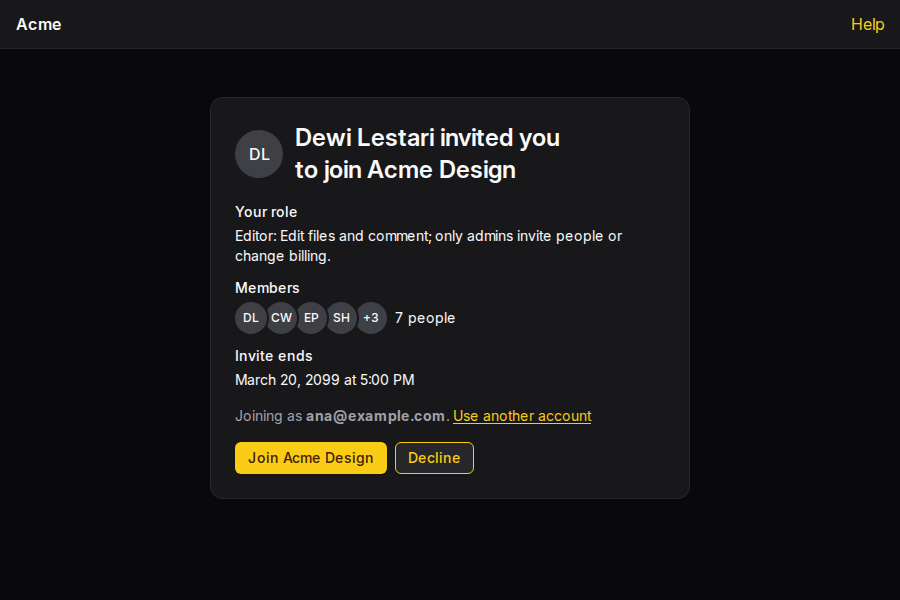 Acme
Help
DL
Dewi Lestari invited you
to join Acme Design
Your role
Editor: Edit files and comment; only admins invite people or
change billing.
Members
DL CW EP SH +3 7 people
Invite ends
March 20, 2099 at 5:00 PM
Joining as ana@example.com. Use another account
Join Acme Design
Decline